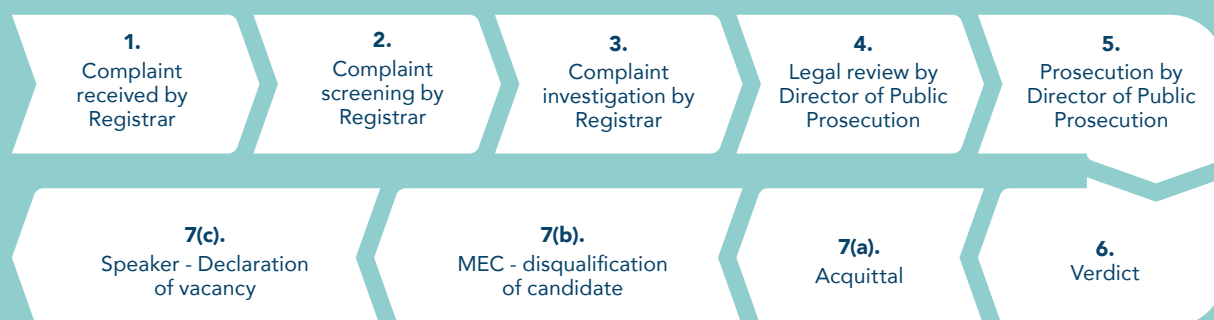 1.
Complaint
received by
Registrar
2.
Complaint
screening by
Registrar
3.
Complaint
investigation by
Registrar
4.
Legal review by
Director of Public
Prosecution
5.
Prosecution by
Director of Public
Prosecution
6.
Verdict
7(a).
Acquittal
7(b).
MEC - disqualification
of candidate
7(c).
Speaker - Declaration
of vacancy